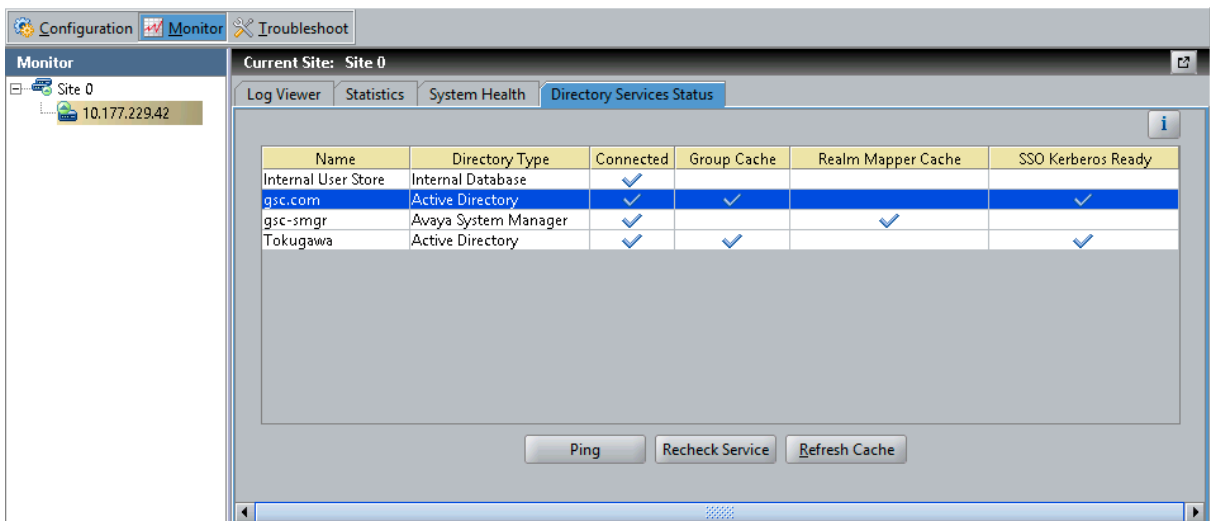 Configuration Monitor Troubleshoot
Monitor
Current Site: Site 0
Site 0
10.177.229.42
Log Viewer Statistics System Health Directory Services Status
i
Name Directory Type Connected Group Cache Realm Mapper Cache SSO Kerberos Ready
Internal User Store Internal Database
gsc.com Active Directory
gsc-smgr Avaya System Manager
Tokugawa Active Directory
Ping Recheck Service Refresh Cache